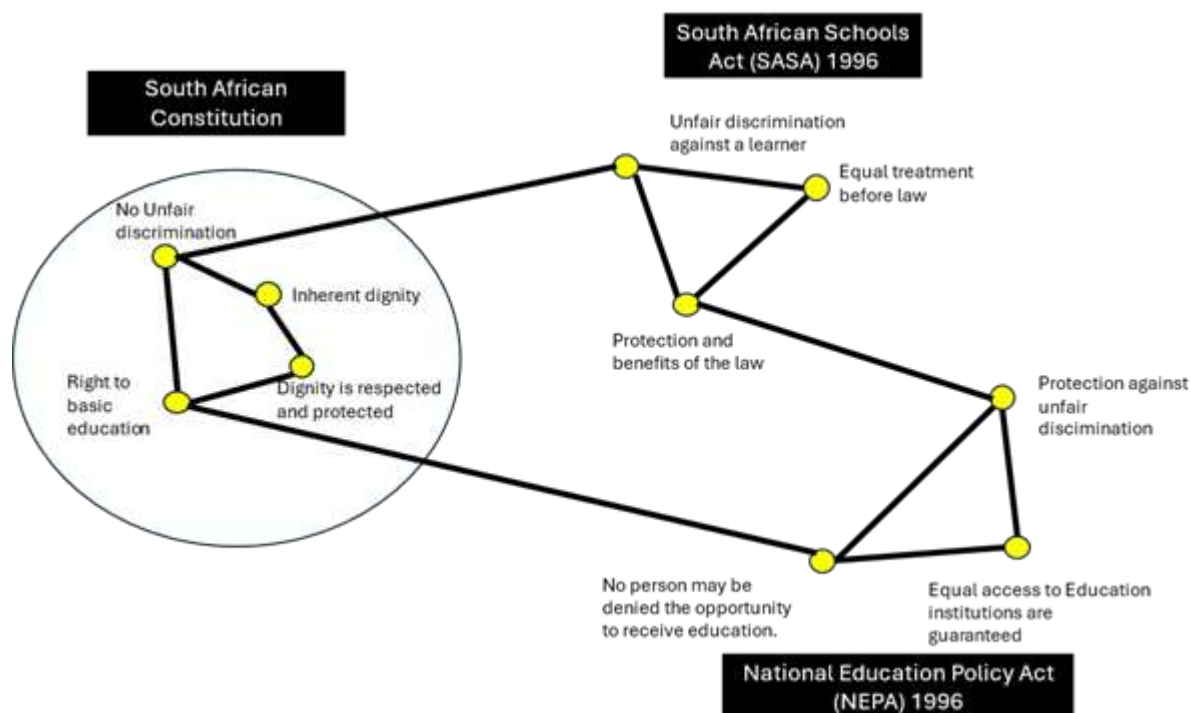 South African Schools
Act (SASA) 1996
South African
Constitution
Unfair discrimination
against a learner
Equal treatment
before law
No Unfair
discrimination
Inherent dignity
Protection and
benefits of the law
Right to
basic
education
Dignity is respected
and protected
Protection against
unfair
discimination
No person may be
denied the opportunity
to receive education.
Equal access to Education
institutions are
guaranteed
National Education Policy Act
(NEPA) 1996